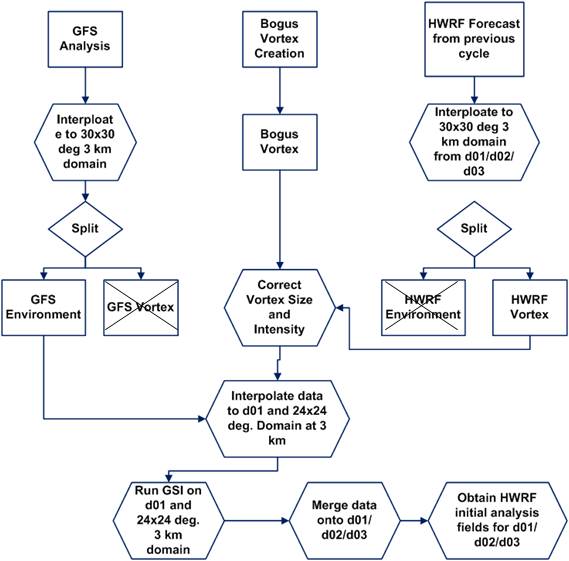 GFS
Analysis
Bogus
Vortex
Creation
HWRF Forecast
from previous
cycle
Interploat
e to 30x30
deg 3 km
domain
Bogus
Vortex
Interploate to
30x30 deg 3
km domain
from d01/d02/
d03
Split
Split
GFS
Environment
GFS Vortex
Correct
Vortex Size
and
Intensity
HWRF
Environment
HWRF
Vortex
Interpolate data
to d01 and 24x24
deg. Domain at 3
km
Run GSI on
d01 and
24x24 deg.
3 km
domain
Merge data
onto d01/
d02/d03
Obtain HWRF
initial analysis
fields for d01/
d02/d03